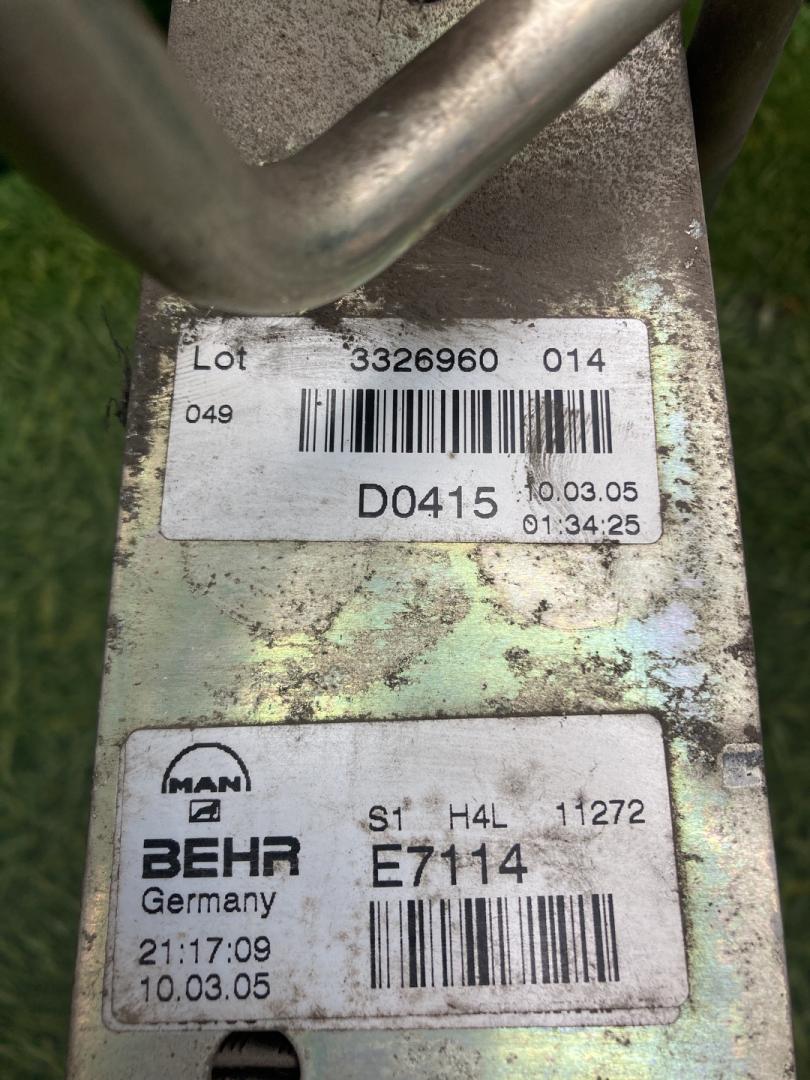 Lot 3326960 014
049
D0415 10.03.05
01:34:25
MAN
S1 H4L 11272
BEHR E7114
Germany
21:17:09
10.03.05